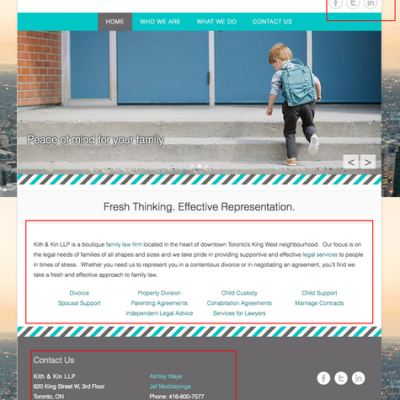 HOME WHO WE ARE WHAT WE DO CONTACT US
Peace of mind for your family
< >
Fresh Thinking. Effective Representation.
Kith & Kin LLP is a boutique family law firm located in the heart of downtown Toronto's King West neighbourhood. Our focus is on
the legal needs of families of all shapes and sizes and we take pride in providing supportive and effective legal services to people
in times of stress. Whether you need us to represent you in a contentious divorce or in negotiating an agreement, you'll find we
take a fresh and effective approach to family law.
Divorce Property Division Child Custody Child Support
Spousal Support Parenting Agreements Cohabitation Agreements Marriage Contracts
Independent Legal Advice Services for Lawyers
Contact Us
Kith & Kin LLP Ashley Waye
620 King Street W, 3rd Floor Jaf Moddejonge
Toronto, ON Phone: 416-800-7577